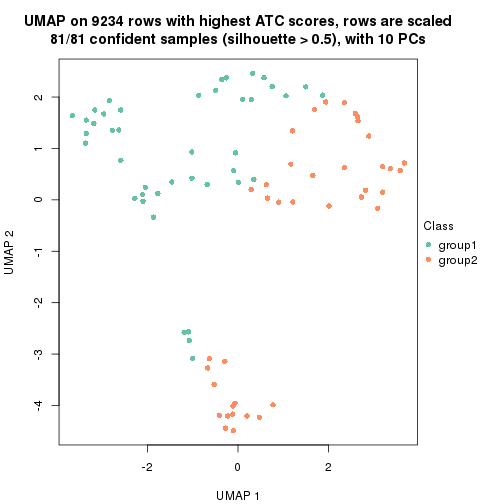 UMAP on 9234 rows with highest ATC scores, rows are scaled
81/81 confident samples (silhouette > 0.5), with 10 PCs
2
1
0
-1
-2
-3
-4
UMAP 2
-2
0
2
UMAP 1
Class
group1
group2